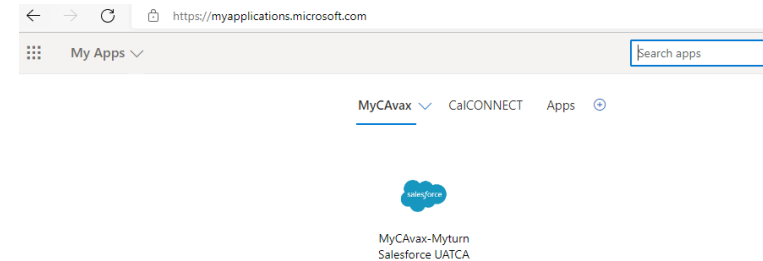 https://myapplications.microsoft.com
My Apps
Search apps
MyCAvax CalCONNECT Apps
salesforce
MyCAvax-Myturn
Salesforce UATCA